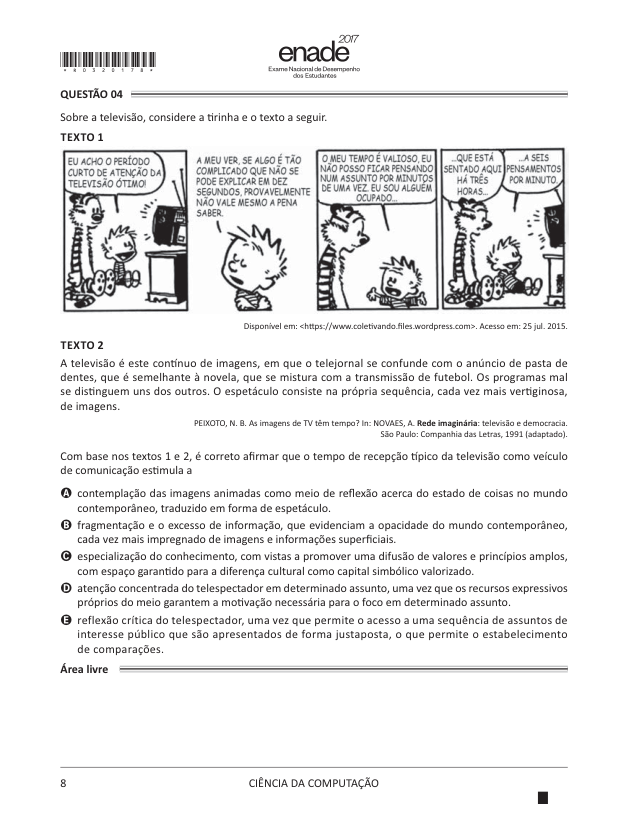 *R0320178*
enade 2017
Exame Nacional de Desempenho
dos Estudantes
QUESTÃO 04
Sobre a televisão, considere a tirinha e o texto a seguir.
TEXTO 1
EU ACHO O PERÍODO
CURTO DE ATENÇÃO DA
TELEVISÃO ÓTIMO!
A MEU VER, SE ALGO É TÃO
COMPLICADO QUE NÃO SE
PODE EXPLICAR EM DEZ
SEGUNDOS, PROVAVELMENTE
NÃO VALE MESMO A PENA
SABER.
O MEU TEMPO É VALIOSO, EU
NÃO POSSO FICAR PENSANDO
NUM ASSUNTO POR MINUTOS
DE UMA VEZ. EU SOU ALGUÉM
OCUPADO...
...QUE ESTÁ
SENTADO AQUI
HÁ TRÊS
HORAS...
...A SEIS
PENSAMENTOS
POR MINUTO.
Disponível em: <https://www.coletivando.files.wordpress.com>. Acesso em: 25 jul. 2015.
TEXTO 2
A televisão é este contínuo de imagens, em que o telejornal se confunde com o anúncio de pasta de
dentes, que é semelhante à novela, que se mistura com a transmissão de futebol. Os programas mal
se distinguem uns dos outros. O espetáculo consiste na própria sequência, cada vez mais vertiginosa,
de imagens.
PEIXOTO, N. B. As imagens de TV têm tempo? In: NOVAES, A. Rede imaginária: televisão e democracia.
São Paulo: Companhia das Letras, 1991 (adaptado).
Com base nos textos 1 e 2, é correto afirmar que o tempo de recepção típico da televisão como veículo
de comunicação estimula a
A contemplação das imagens animadas como meio de reflexão acerca do estado de coisas no mundo
contemporâneo, traduzido em forma de espetáculo.
B fragmentação e o excesso de informação, que evidenciam a opacidade do mundo contemporâneo,
cada vez mais impregnado de imagens e informações superficiais.
C especialização do conhecimento, com vistas a promover uma difusão de valores e princípios amplos,
com espaço garantido para a diferença cultural como capital simbólico valorizado.
D atenção concentrada do telespectador em determinado assunto, uma vez que os recursos expressivos
próprios do meio garantem a motivação necessária para o foco em determinado assunto.
E reflexão crítica do telespectador, uma vez que permite o acesso a uma sequência de assuntos de
interesse público que são apresentados de forma justaposta, o que permite o estabelecimento
de comparações.
Área livre
8
CIÊNCIA DA COMPUTAÇÃO